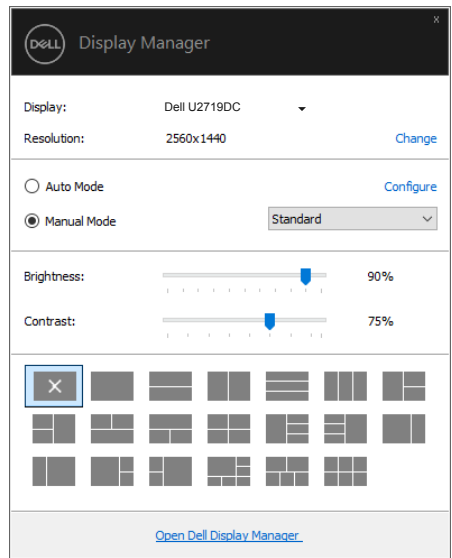 x
DELL Display Manager
Display: Dell U2719DC
Resolution: 2560x1440 Change
Auto Mode Configure
Manual Mode Standard
Brightness: 90%
Contrast: 75%
Open Dell Display Manager